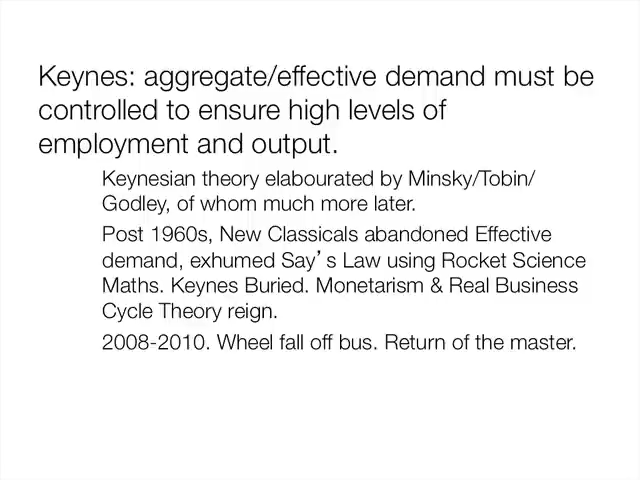 Keynes: aggregate/effective demand must be
controlled to ensure high levels of
employment and output.
Keynesian theory elabourated by Minsky/Tobin/
Godley, of whom much more later.
Post 1960s, New Classicals abandoned Effective
demand, exhumed Say’s Law using Rocket Science
Maths. Keynes Buried. Monetarism & Real Business
Cycle Theory reign.
2008-2010. Wheel fall off bus. Return of the master.